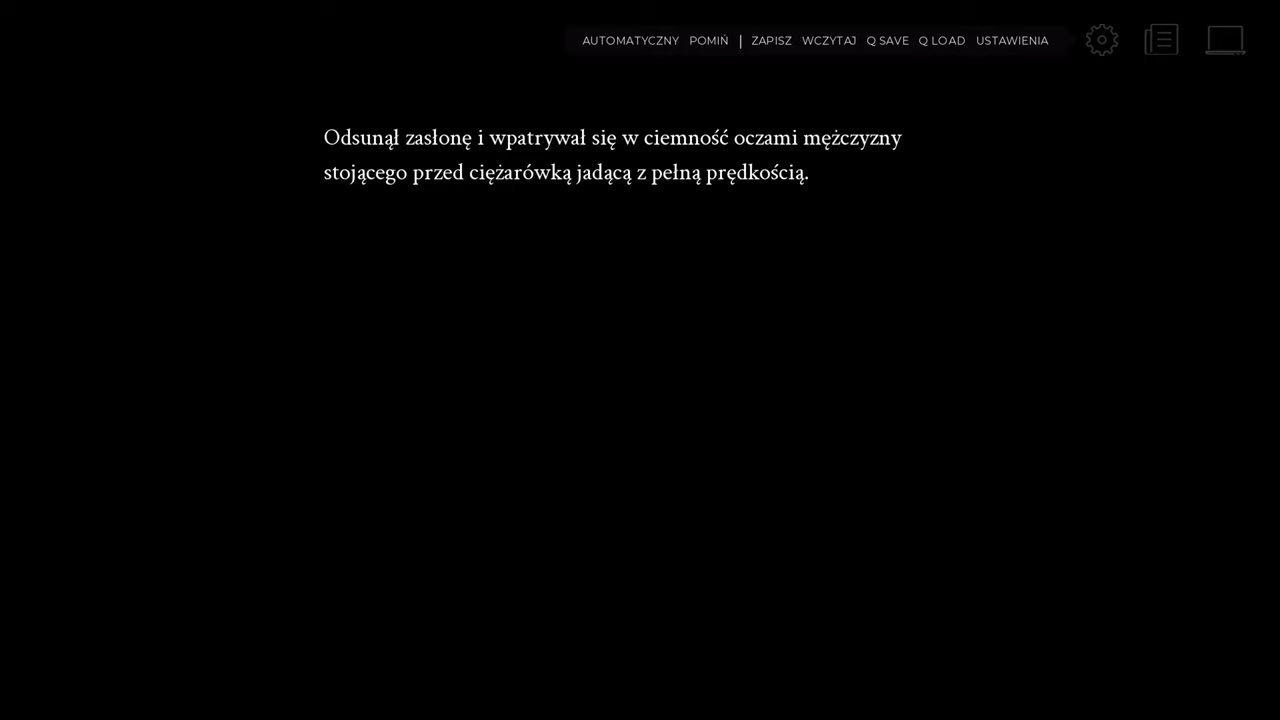 AUTOMATYCZNY POMIŃ | ZAPISZ WCZYTAJ Q SAVE Q LOAD USTAWIENIA
Odsunął zasłonę i wpatrywał się w ciemność oczami mężczyzny
stojącego przed ciężarówką jadącą z pełną prędkością.